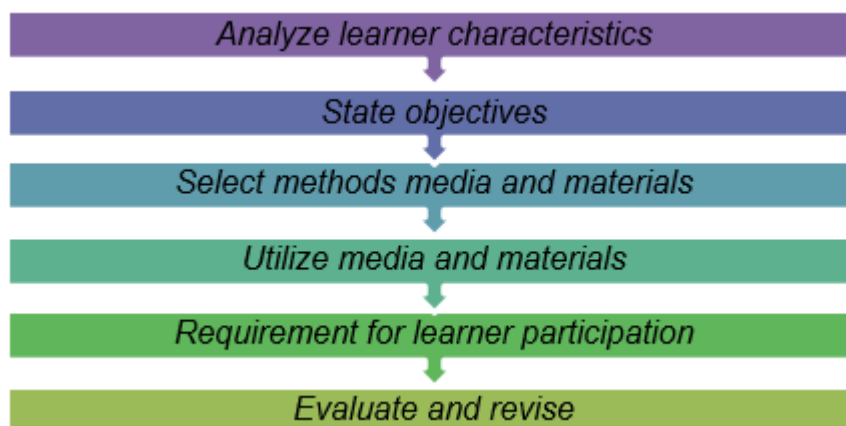 Analyze learner characteristics
State objectives
Select methods media and materials
Utilize media and materials
Requirement for learner participation
Evaluate and revise